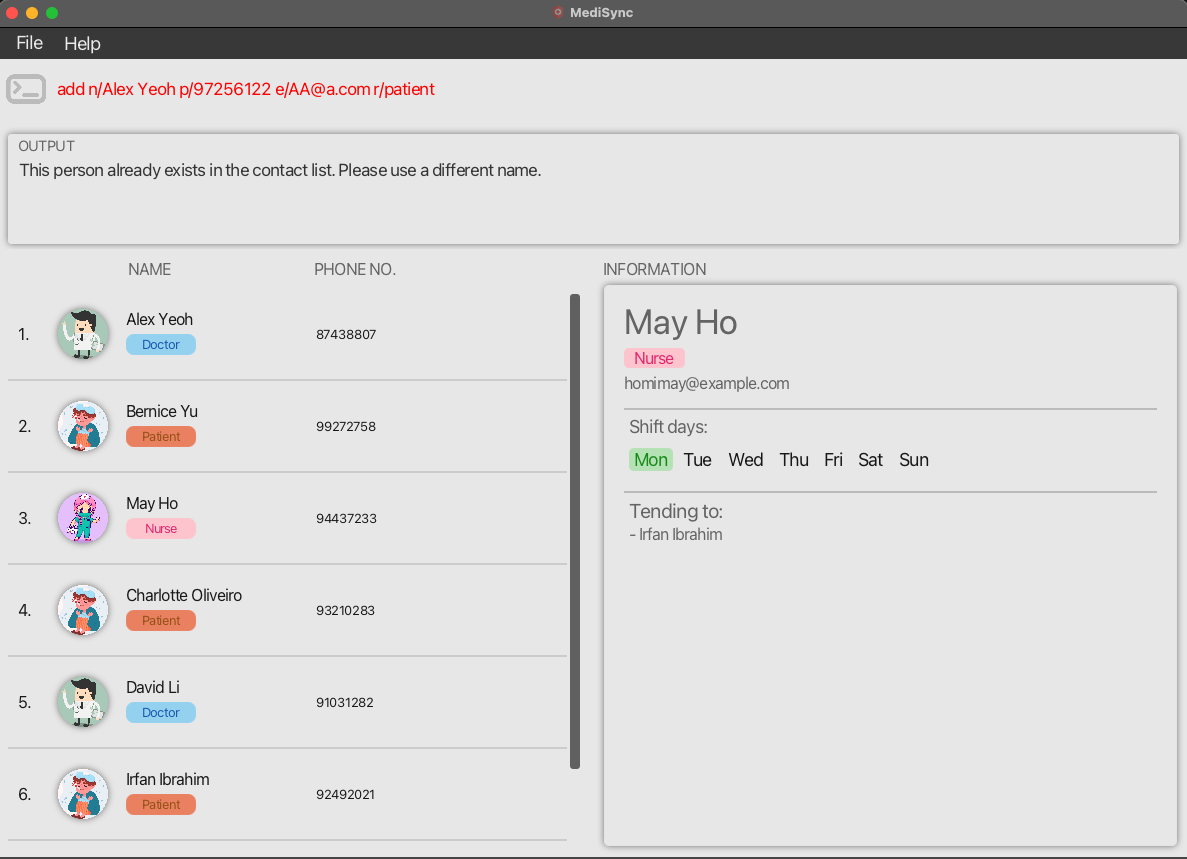 MediSync
File Help
add n/Alex Yeoh p/97256122 e/AA@a.com r/patient
OUTPUT
This person already exists in the contact list. Please use a different name.
NAME PHONE NO.
1. Alex Yeoh 87438807
Doctor
2. Bernice Yu 99272758
Patient
3. May Ho 94437233
Nurse
4. Charlotte Oliveiro 93210283
Patient
5. David Li 91031282
Doctor
6. Irfan Ibrahim 92492021
Patient
INFORMATION
May Ho
Nurse
homimay@example.com
Shift days:
Mon Tue Wed Thu Fri Sat Sun
Tending to:
- Irfan Ibrahim